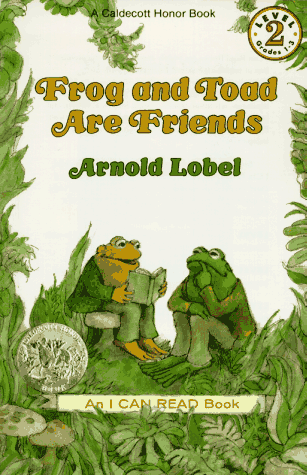 A Caldecott Honor Book
LEVEL
2
Grades 1-3
Frog and Toad
Are Friends
Arnold Lobel
An I CAN READ Book